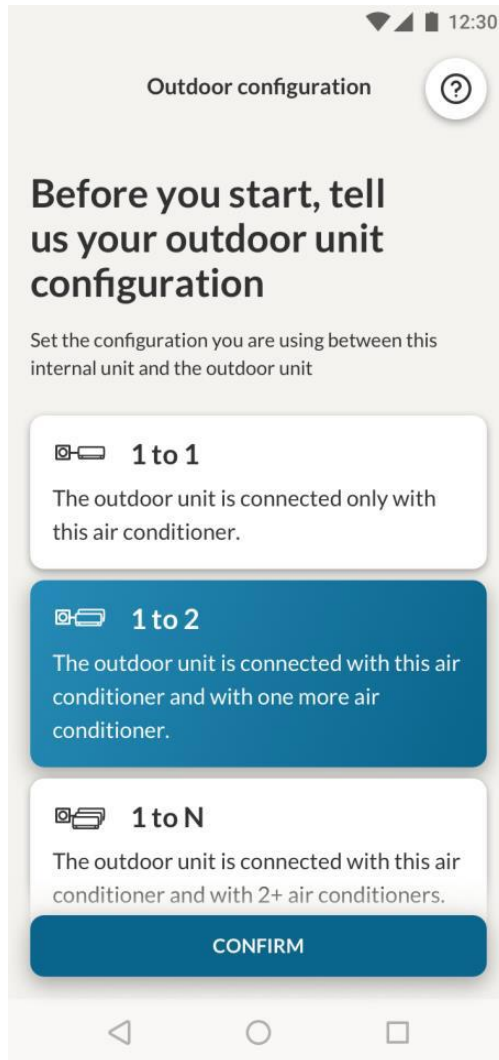 12:30
Outdoor configuration
Before you start, tell
us your outdoor unit
configuration
Set the configuration you are using between this
internal unit and the outdoor unit
1 to 1
The outdoor unit is connected only with
this air conditioner.
1 to 2
The outdoor unit is connected with this air
conditioner and with one more air
conditioner.
1 to N
The outdoor unit is connected with this air
conditioner and with 2+ air conditioners.
CONFIRM